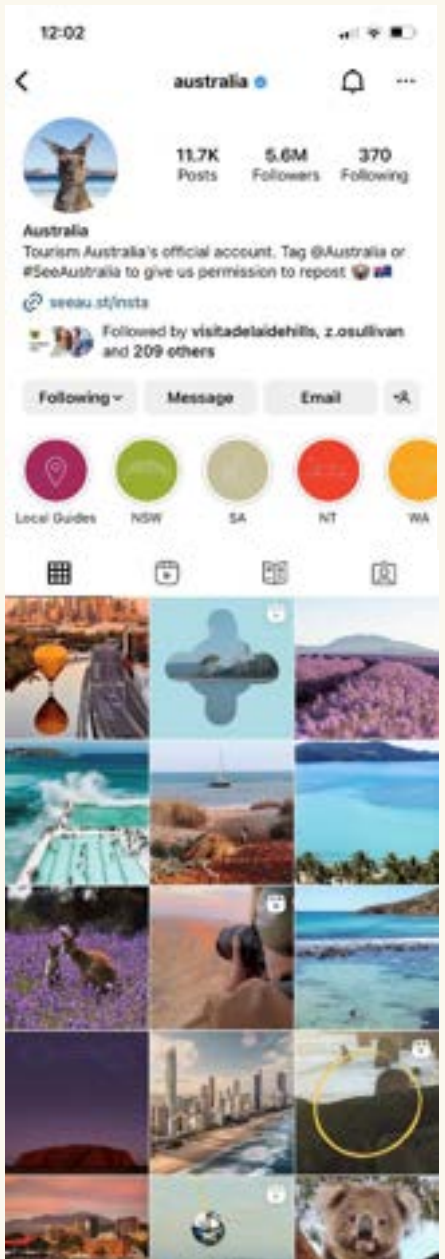 12:02
australia
11.7K
Posts
5.6M
Followers
370
Following
Australia
Tourism Australia's official account. Tag @Australia or
#SeeAustralia to give us permission to repost
seeau.st/insta
Followed by visitadelaidehills, z.osullivan
and 209 others
Following
Message
Email
Local Guides
NSW
SA
NT
WA